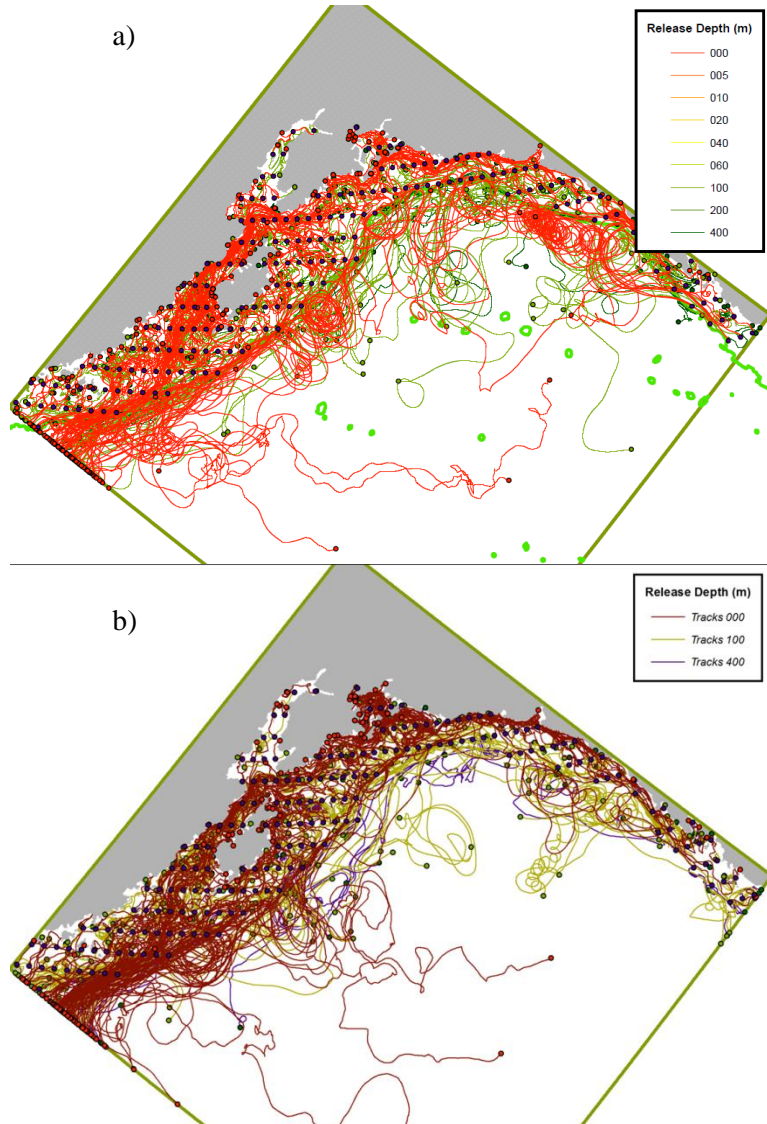 a)
Release Depth (m)
000
005
010
020
040
060
100
200
400
b)
Release Depth (m)
Tracks 000
Tracks 100
Tracks 400